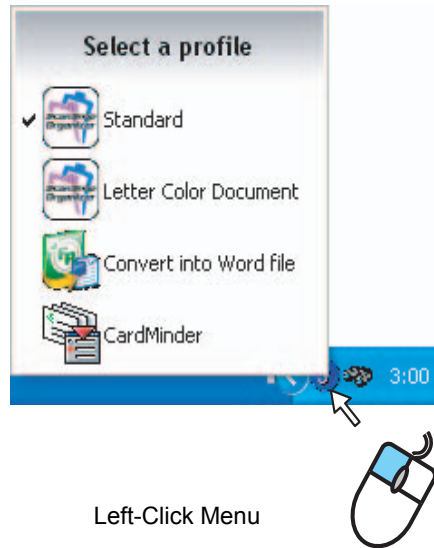 Select a profile
Standard
Letter Color Document
Convert into Word file
CardMinder
3:00
Left-Click Menu